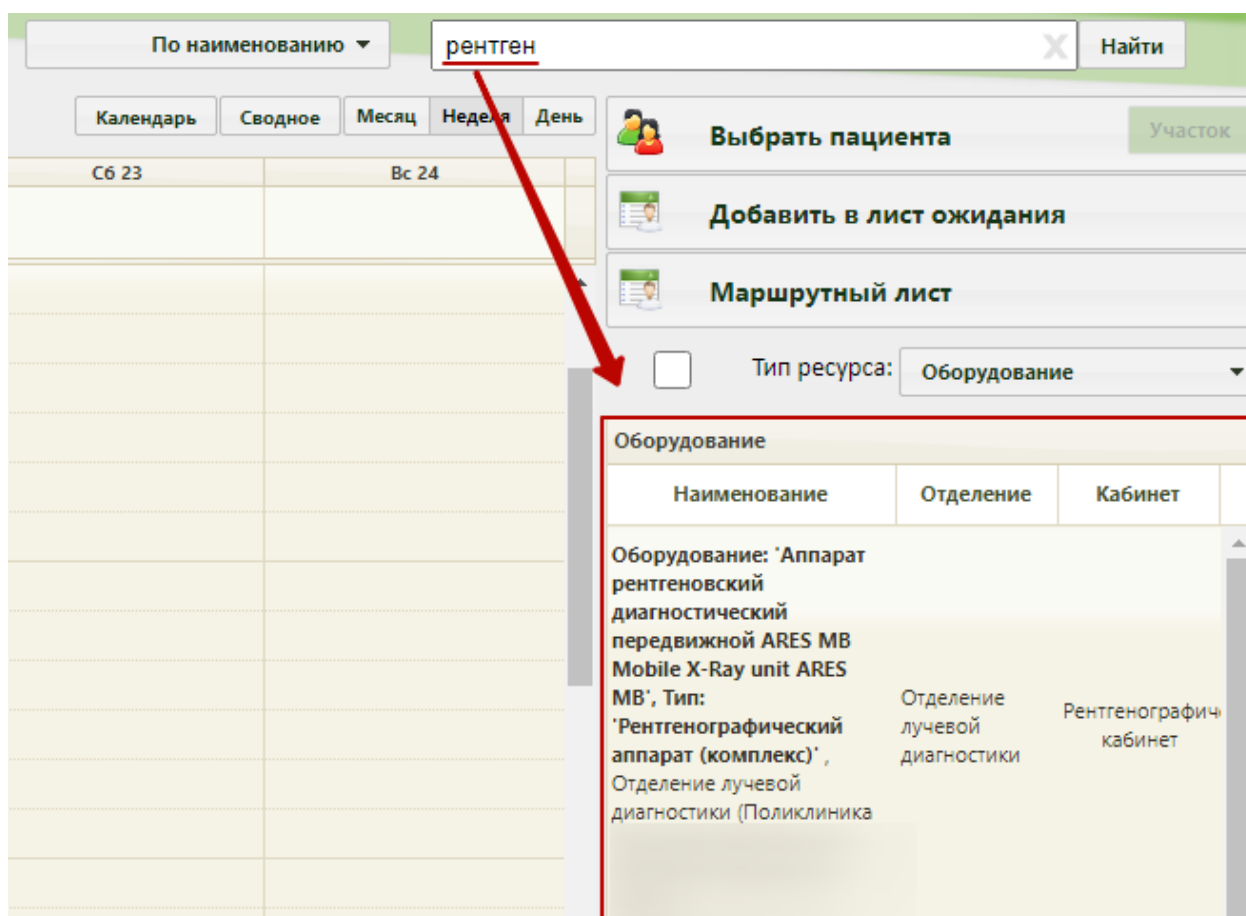 По наименованию
рентген
X
Найти
Календарь Сводное Месяц Неделя День
Сб 23 Вс 24
Выбрать пациента
Участок
Добавить в лист ожидания
Маршрутный лист
Тип ресурса: Оборудование
Оборудование
Наименование Отделение Кабинет
Оборудование: 'Аппарат
рентгеновский
диагностический
передвижной ARES MB
Mobile X-Ray unit ARES
MB', Тип:
'Рентгенографический
аппарат (комплекс)' ,
Отделение лучевой
диагностики (Поликлиника
Отделение
лучевой
диагностики
Рентгенографич
кабинет